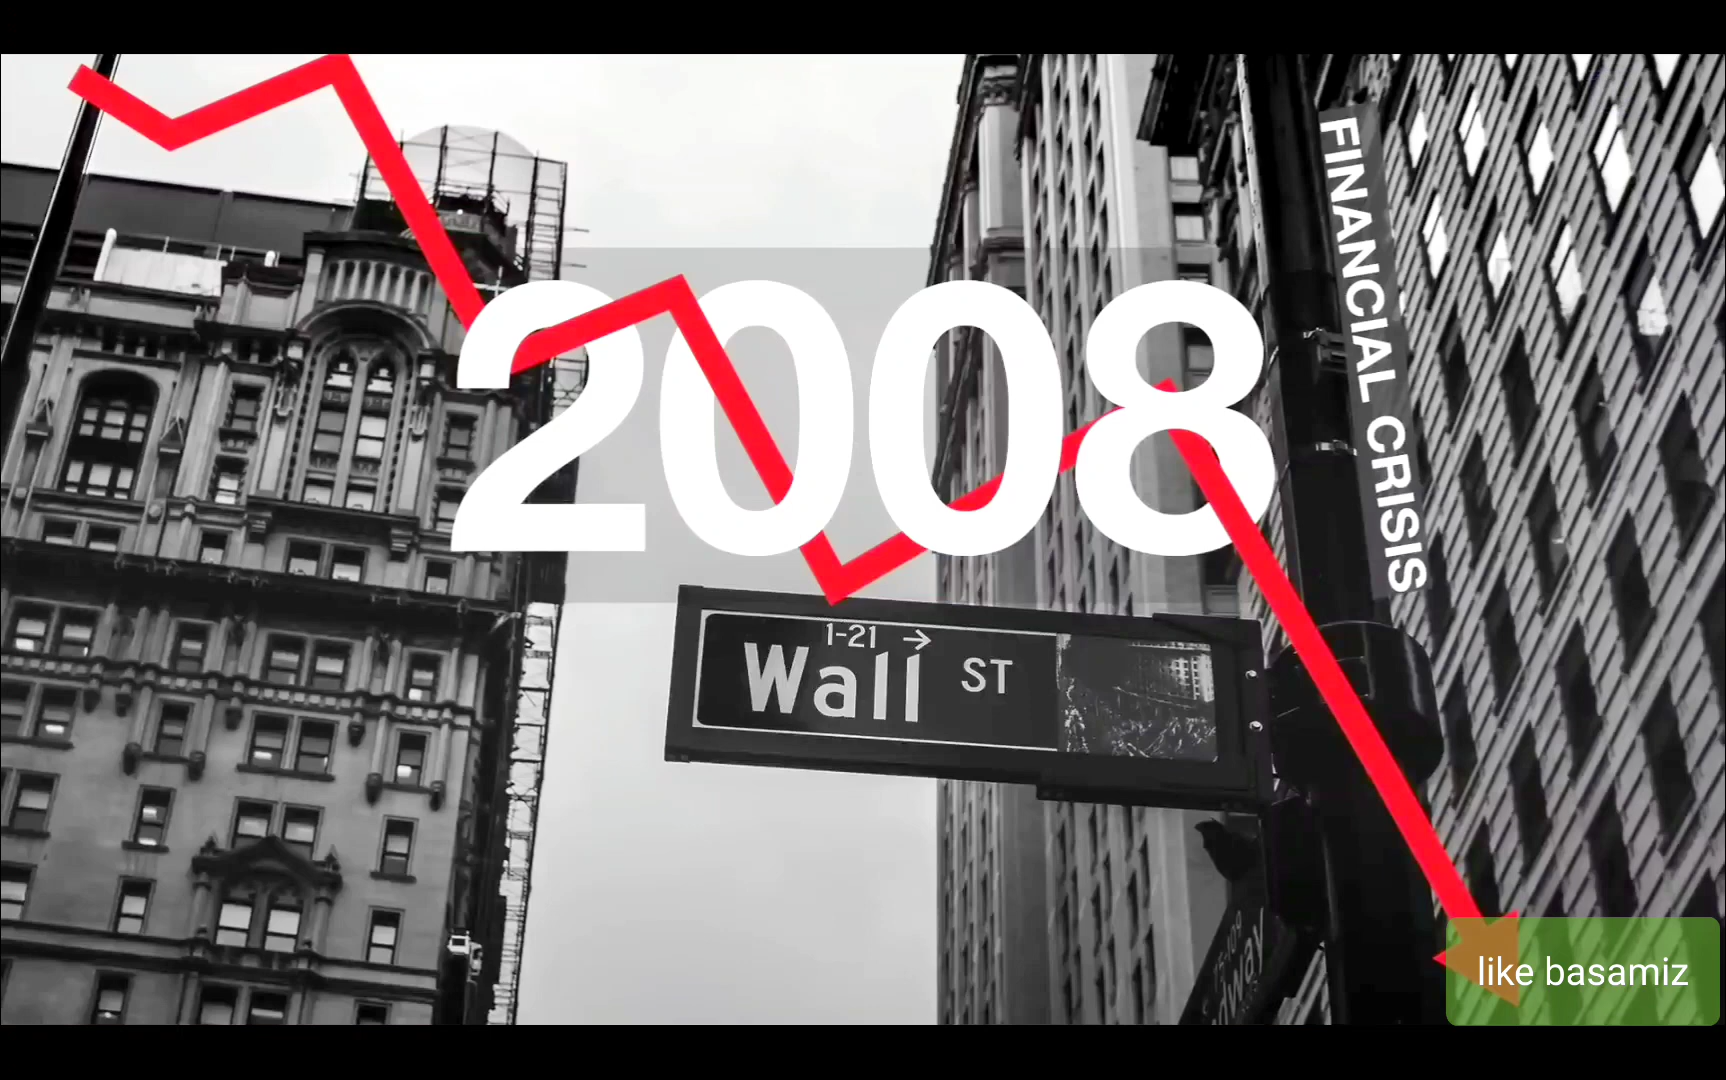 2008
FINANCIAL CRISIS
1-21 →
Wall ST
like basamiz